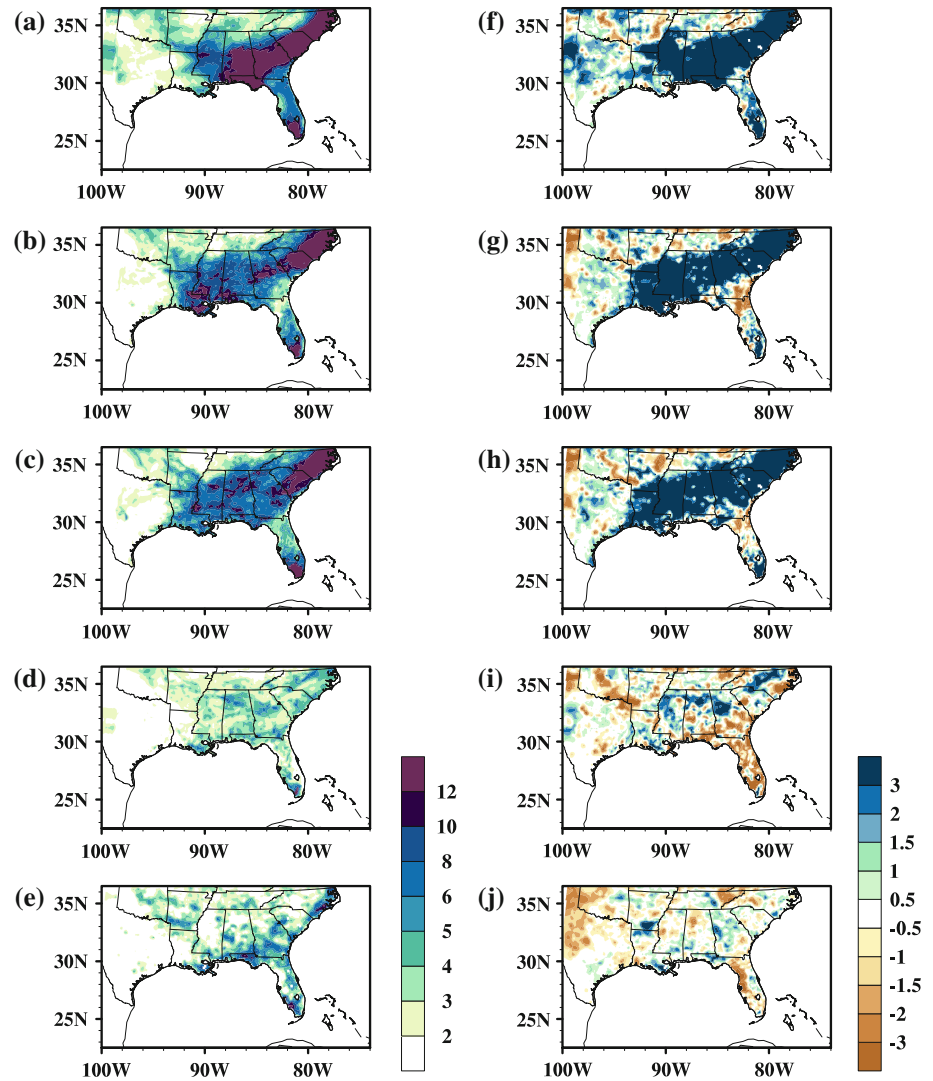 (a)
35N
30N
25N
100W 90W 80W
(f)
35N
30N
25N
100W 90W 80W
(b)
35N
30N
25N
100W 90W 80W
(g)
35N
30N
25N
100W 90W 80W
(c)
35N
30N
25N
100W 90W 80W
(h)
35N
30N
25N
100W 90W 80W
(d)
35N
30N
25N
100W 90W 80W
(i)
35N
30N
25N
100W 90W 80W
(e)
35N
30N
25N
100W 90W 80W
12
10
8
6
5
4
3
2
(j)
35N
30N
25N
100W 90W 80W
3
2
1.5
1
0.5
-0.5
-1
-1.5
-2
-3